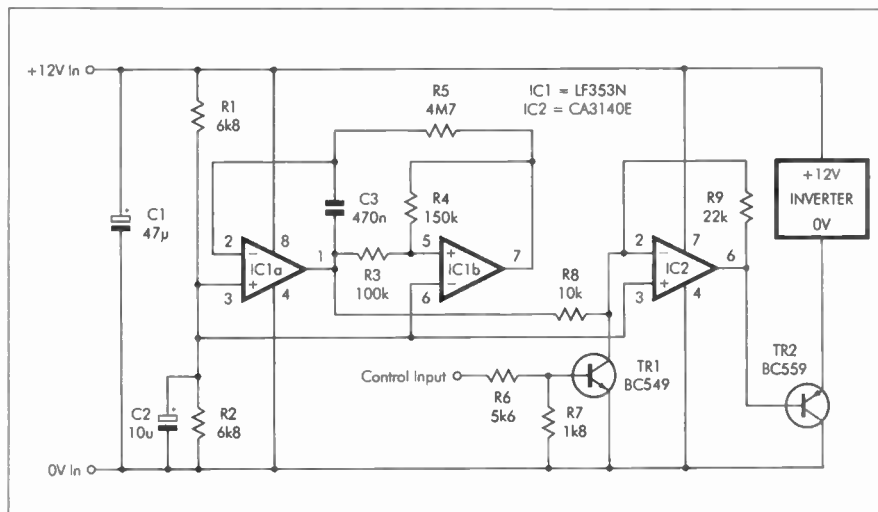 +12V In
R1
6k8
C1
47µ
+
C2
10u
+
R2
6k8
0V In
2
3
-
+
IC1a
8
4
1
C3
470n
R5
4M7
R4
150k
R3
100k
5
6
+
-
IC1b
7
IC1 = LF353N
IC2 = CA3140E
R8
10k
Control Input
R6
5k6
R7
1k8
TR1
BC549
2
3
-
+
IC2
7
4
6
R9
22k
+12V
INVERTER
0V
TR2
BC559